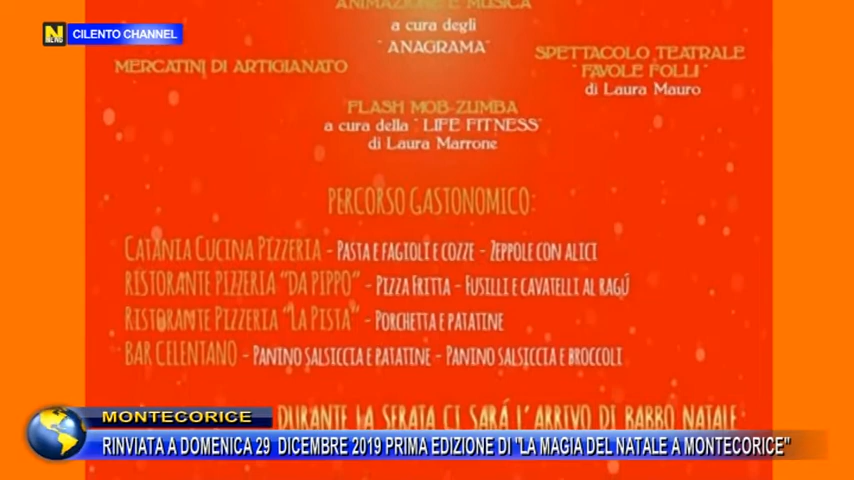 N
CILENTO CHANNEL
ANIMAZIONE E MUSICA
a cura degli
" ANAGRAMA"
MERCATINI DI ARTIGIANATO
SPETTACOLO TEATRALE
" FAVOLE FOLLI "
di Laura Mauro
FLASH MOB-ZUMBA
a cura della " LIFE FITNESS"
di Laura Marrone
PERCORSO GASTONOMICO:
CATANIA CUCINA PIZZERIA - PASTA E FAGIOLI E COZZE - ZEPPOLE CON ALICI
RISTORANTE PIZZERIA "DA PIPPO" - PIZZA FRITTA - FUSILLI E CAVATELLI AL RAGÚ
RISTORANTE PIZZERIA "LA PISTA" - PORCHETTA E PATATINE
BAR CELENTANO - PANINO SALSICCIA E PATATINE - PANINO SALSICCIA E BROCCOLI
DURANTE LA SERATA CI SARÁ L'ARRIVO DI BABBO NATALE
MONTECORICE
RINVIATA A DOMENICA 29 DICEMBRE 2019 PRIMA EDIZIONE DI "LA MAGIA DEL NATALE A MONTECORICE"